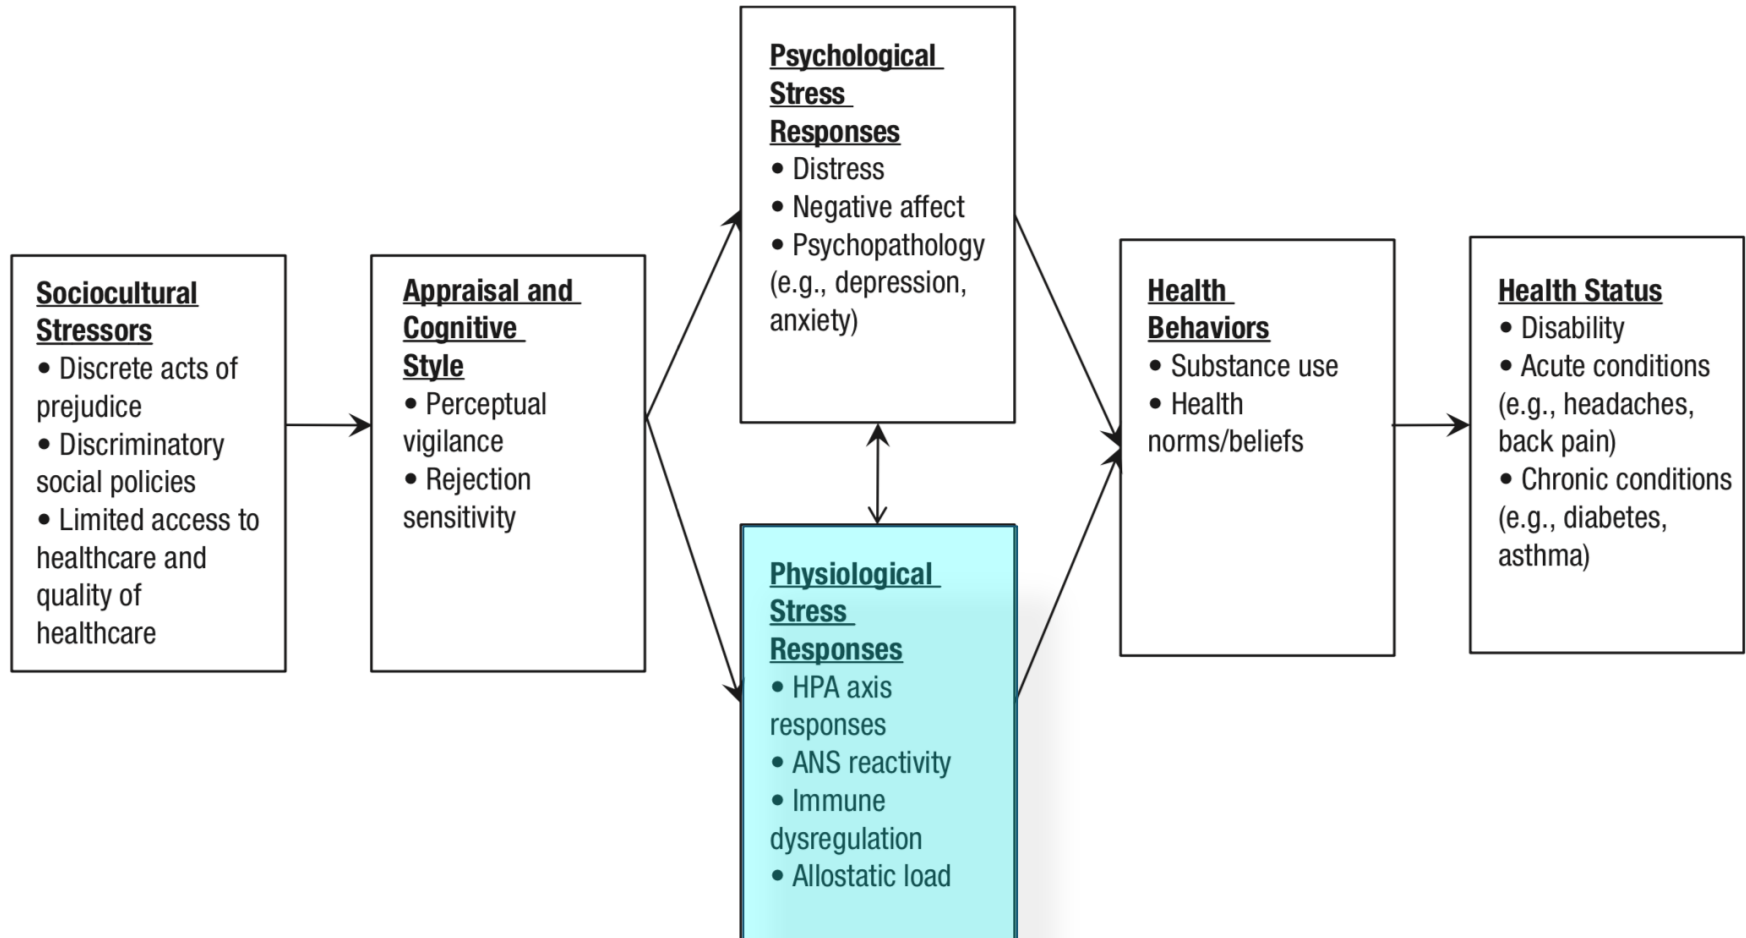 Sociocultural
Stressors
• Discrete acts of
prejudice
• Discriminatory
social policies
• Limited access to
healthcare and
quality of
healthcare
Appraisal and
Cognitive
Style
• Perceptual
vigilance
• Rejection
sensitivity
Psychological
Stress
Responses
• Distress
• Negative affect
• Psychopathology
(e.g., depression,
anxiety)
Physiological
Stress
Responses
• HPA axis
responses
• ANS reactivity
• Immune
dysregulation
• Allostatic load
Health
Behaviors
• Substance use
• Health
norms/beliefs
Health Status
• Disability
• Acute conditions
(e.g., headaches,
back pain)
• Chronic conditions
(e.g., diabetes,
asthma)